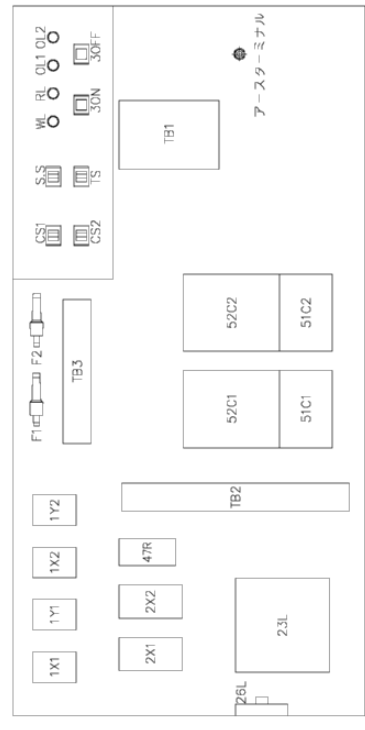 OL2
OL1
RL
WL
3OFF
3ON
S.S
TS
CS1
CS2
アースターミナル
TB1
F2
F1
TB3
52C2
51C2
52C1
51C1
TB2
1Y2
1X2
1Y1
1X1
47R
2X2
2X1
23L
26L